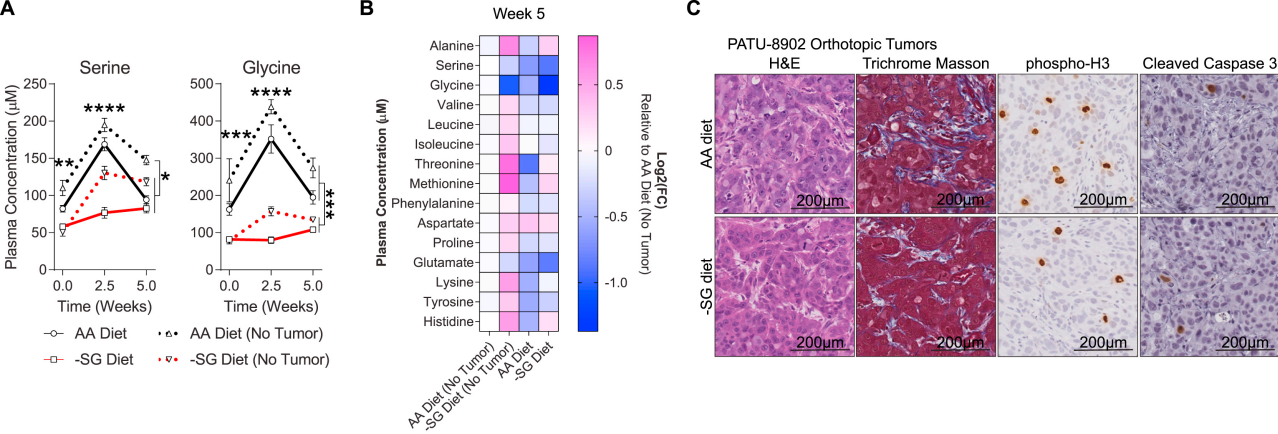 A
Serine
Glycine
Plasma Concentration (µM)
250
200
150
100
50
0
500
400
300
200
100
0
**
****
*
***
****
***
0.0 2.5 5.0
0.0 2.5 5.0
Time (Weeks)
Time (Weeks)
AA Diet
AA Diet (No Tumor)
-SG Diet
-SG Diet (No Tumor)
B
Week 5
Plasma Concentration (µM)
Alanine
Serine
Glycine
Valine
Leucine
Isoleucine
Threonine
Methionine
Phenylalanine
Aspartate
Proline
Glutamate
Lysine
Tyrosine
Histidine
AA Diet (No Tumor)
-SG Diet (No Tumor)
AA Diet
-SG Diet
0.5
0
-0.5
-1.0
Log2(FC)
Relative to AA Diet (No Tumor)
C
PATU-8902 Orthotopic Tumors
H&E
Trichrome Masson
phospho-H3
Cleaved Caspase 3
AA diet
200µm
200µm
200µm
200µm
-SG diet
200µm
200µm
200µm
200µm